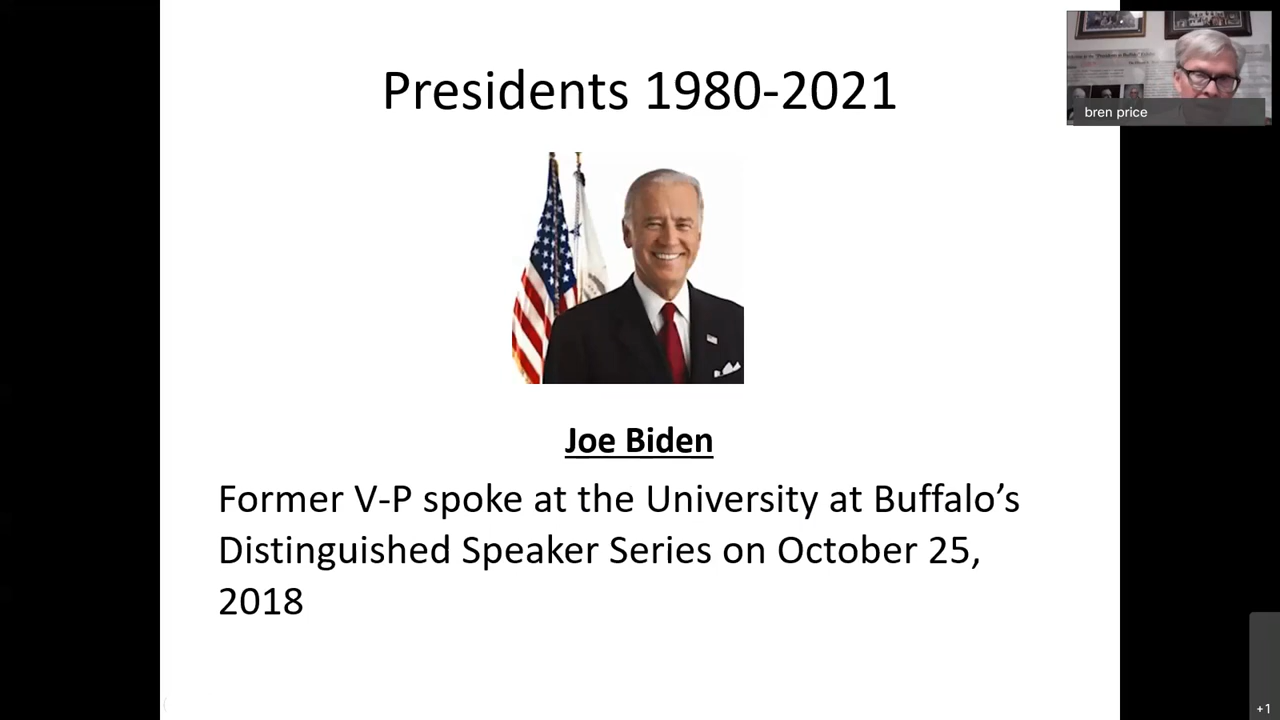 Presidents 1980-2021
bren price
Joe Biden
Former V-P spoke at the University at Buffalo’s
Distinguished Speaker Series on October 25,
2018
+1